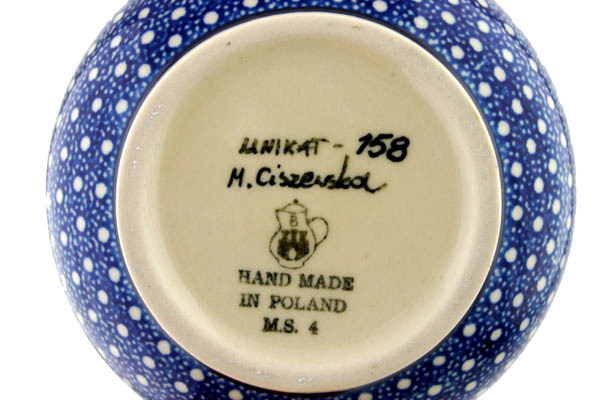 UNIKAT - 158
M. Ciszewska
B
HAND MADE
IN POLAND
M.S. 4